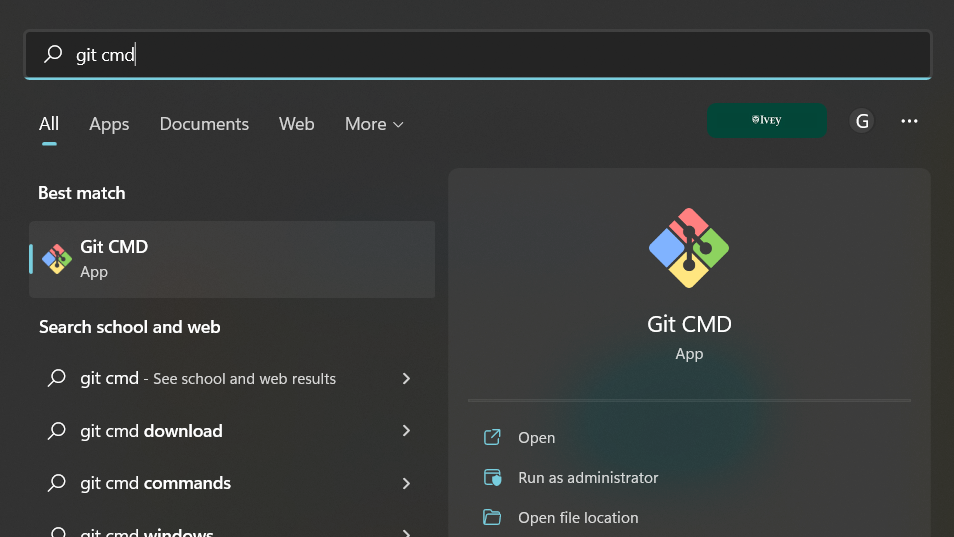 git cmd
All Apps Documents Web More
IVEY
G
Best match
Git CMD
App
Search school and web
git cmd - See school and web results
git cmd download
git cmd commands
git cmd windows
Git CMD
App
Open
Run as administrator
Open file location